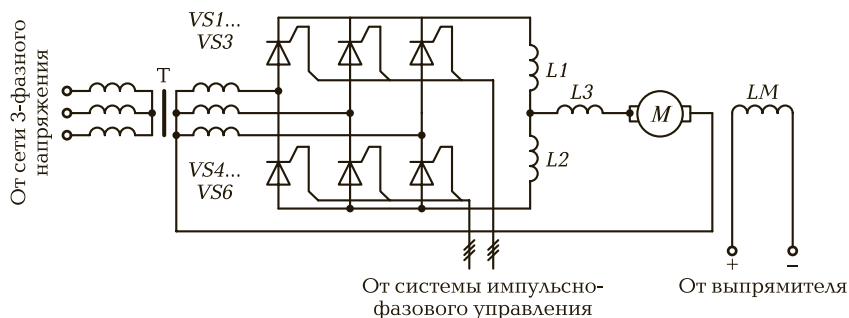 VS1...
VS3
От сети 3-фазного
напряжения
T
L1
L3
M
LM
L2
VS4...
VS6
+
–
От системы импульсно-
фазового управления
От выпрямителя